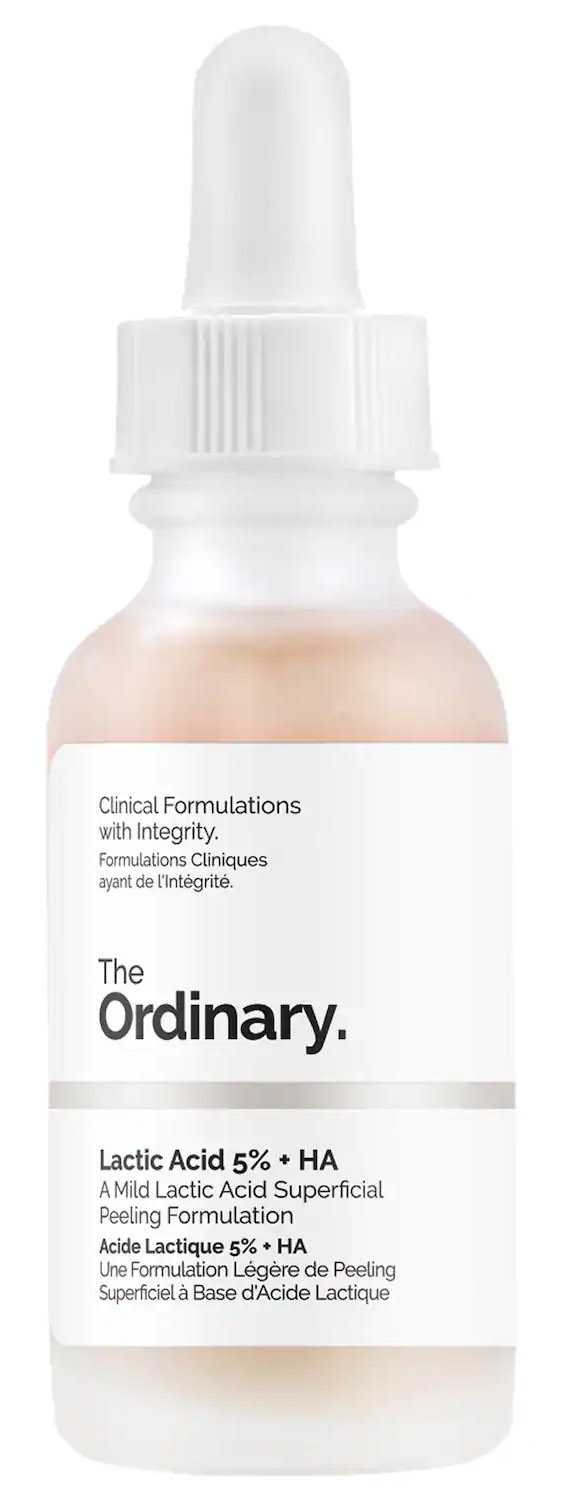 Clinical Formulations
with Integrity.
Formulations Cliniques
ayant de l'Intégrité.
The
Ordinary.
Lactic Acid 5% + HA
A Mild Lactic Acid Superficial
Peeling Formulation
Acide Lactique 5% + HA
Une Formulation Légère de Peeling
Superficiel à Base d'Acide Lactique